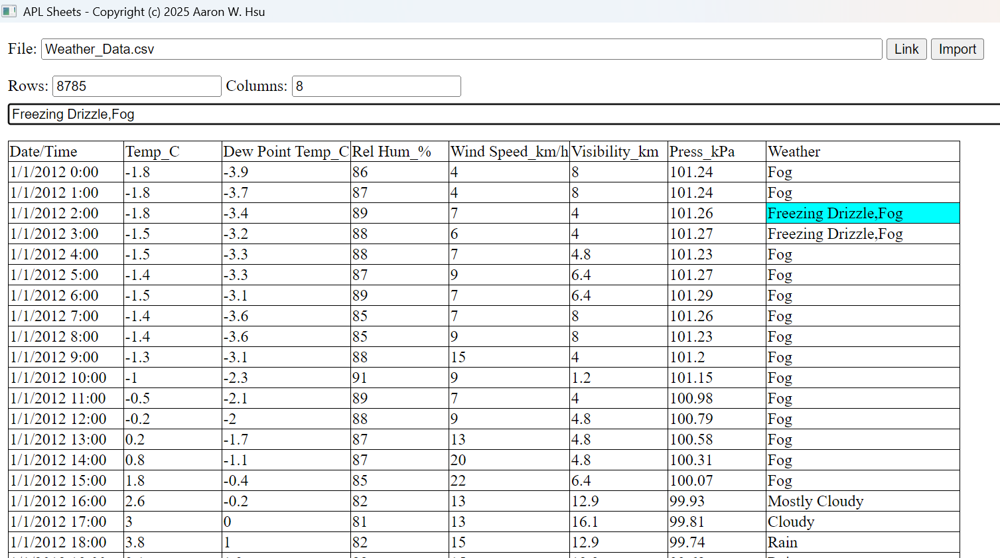 APL Sheets - Copyright (c) 2025 Aaron W. Hsu
File: Weather_Data.csv Link Import
Rows: 8785 Columns: 8
Freezing Drizzle,Fog
Date/Time Temp_C Dew Point Temp_C Rel Hum_% Wind Speed_km/h Visibility_km Press_kPa Weather
1/1/2012 0:00 -1.8 -3.9 86 4 8 101.24 Fog
1/1/2012 1:00 -1.8 -3.7 87 4 8 101.24 Fog
1/1/2012 2:00 -1.8 -3.4 89 7 4 101.26 Freezing Drizzle,Fog
1/1/2012 3:00 -1.5 -3.2 88 6 4 101.27 Freezing Drizzle,Fog
1/1/2012 4:00 -1.5 -3.3 88 7 4.8 101.23 Fog
1/1/2012 5:00 -1.4 -3.3 87 9 6.4 101.27 Fog
1/1/2012 6:00 -1.5 -3.1 89 7 6.4 101.29 Fog
1/1/2012 7:00 -1.4 -3.6 85 7 8 101.26 Fog
1/1/2012 8:00 -1.4 -3.6 85 9 8 101.23 Fog
1/1/2012 9:00 -1.3 -3.1 88 15 4 101.2 Fog
1/1/2012 10:00 -1 -2.3 91 9 1.2 101.15 Fog
1/1/2012 11:00 -0.5 -2.1 89 7 4 100.98 Fog
1/1/2012 12:00 -0.2 -2 88 9 4.8 100.79 Fog
1/1/2012 13:00 0.2 -1.7 87 13 4.8 100.58 Fog
1/1/2012 14:00 0.8 -1.1 87 20 4.8 100.31 Fog
1/1/2012 15:00 1.8 -0.4 85 22 6.4 100.07 Fog
1/1/2012 16:00 2.6 -0.2 82 13 12.9 99.93 Mostly Cloudy
1/1/2012 17:00 3 0 81 13 16.1 99.81 Cloudy
1/1/2012 18:00 3.8 1 82 15 12.9 99.74 Rain